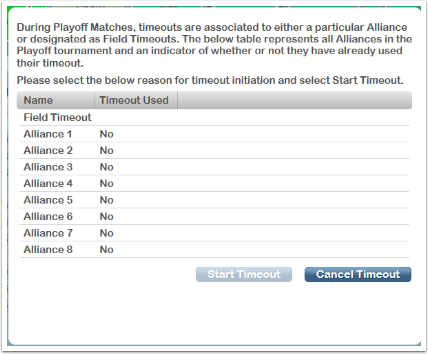 During Playoff Matches, timeouts are associated to either a particular Alliance
or designated as Field Timeouts. The below table represents all Alliances in the
Playoff tournament and an indicator of whether or not they have already used
their timeout.
Please select the below reason for timeout initiation and select Start Timeout.
Name Timeout Used
Field Timeout
Alliance 1 No
Alliance 2 No
Alliance 3 No
Alliance 4 No
Alliance 5 No
Alliance 6 No
Alliance 7 No
Alliance 8 No
Start Timeout Cancel Timeout